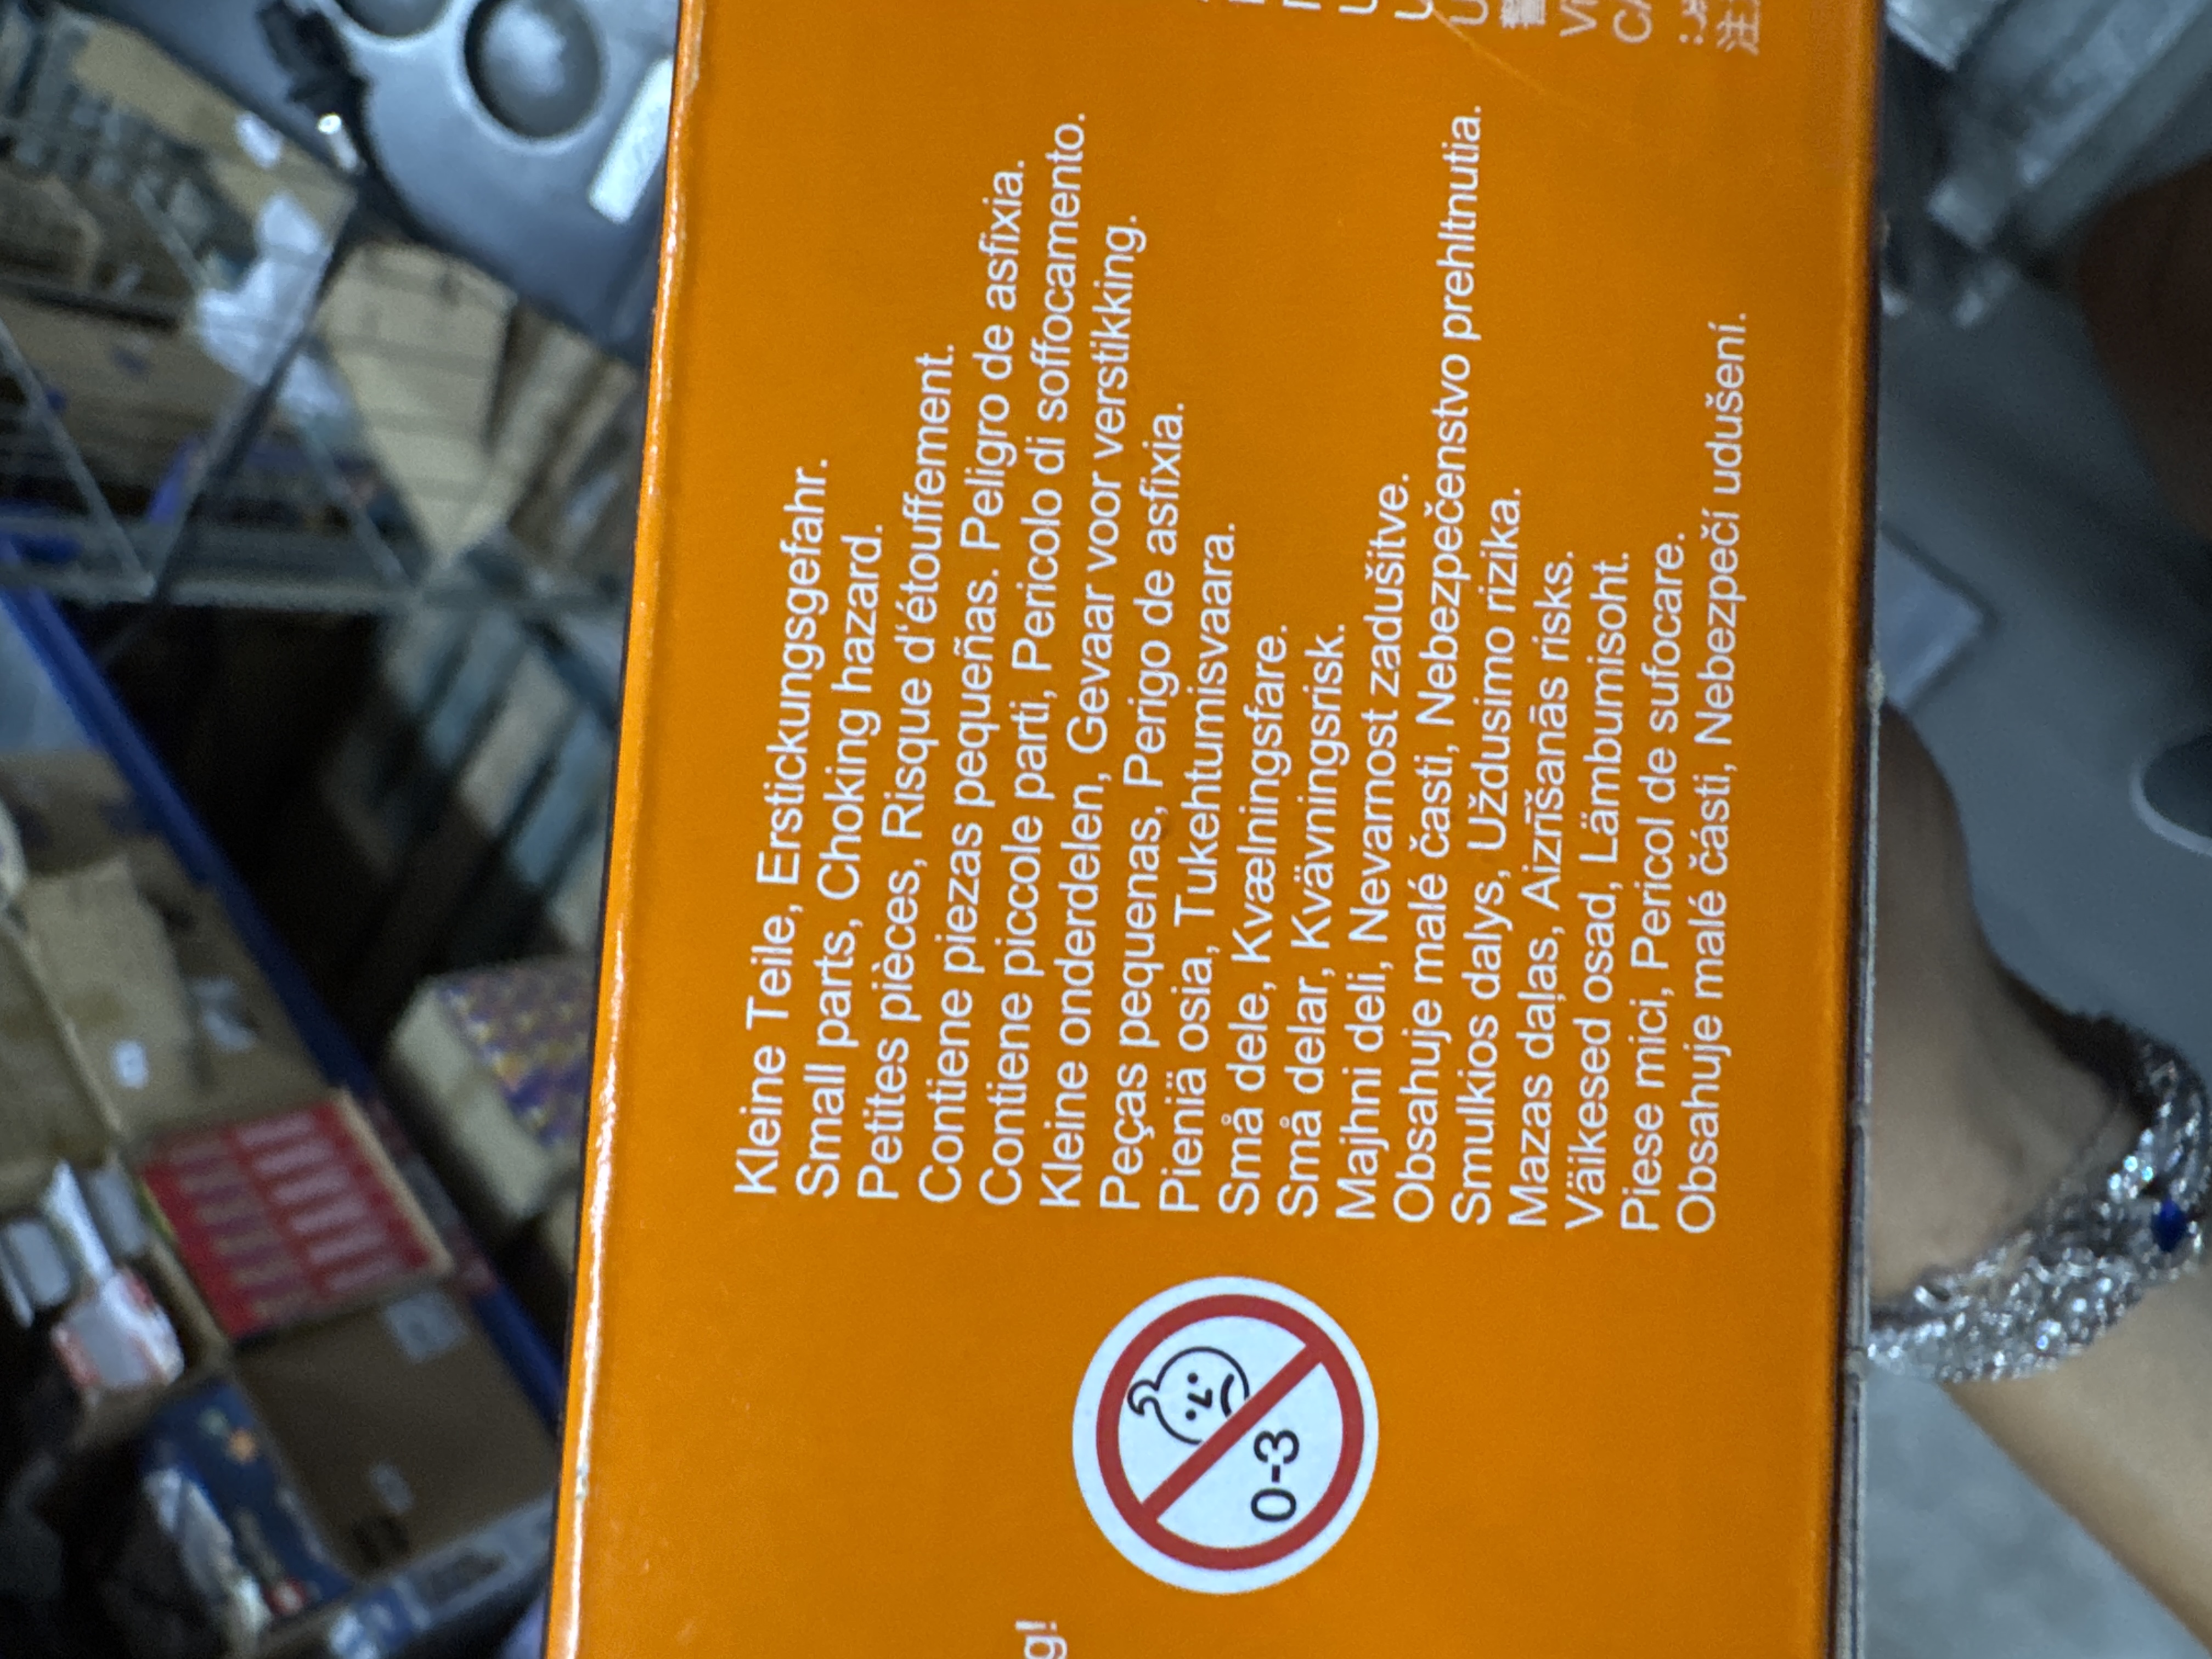 Kleine Teile, Erstickungsgefahr.
Small parts, Choking hazard.
Petites pièces, Risque d'étouffement.
Contiene piezas pequeñas. Peligro de asfixia.
Contiene piccole parti, Pericolo di soffocamento.
Kleine onderdelen, Gevaar voor verstikking.
Peças pequenas, Perigo de asfixia.
Pieniä osia, Tukehtumisvaara.
Små dele, Kvælningsfare.
Små delar, Kvävningsrisk.
Majhni deli, Nevarnost zadušitve.
Obsahuje malé časti, Nebezpečenstvo prehltnutia.
Smulkios dalys, Uždusimo rizika.
Mazas daļas, Aizrīšanās risks.
Väikesed osad, Lämbumisoht.
Piese mici, Pericol de sufocare.
Obsahuje malé části, Nebezpečí udušení.
0-3